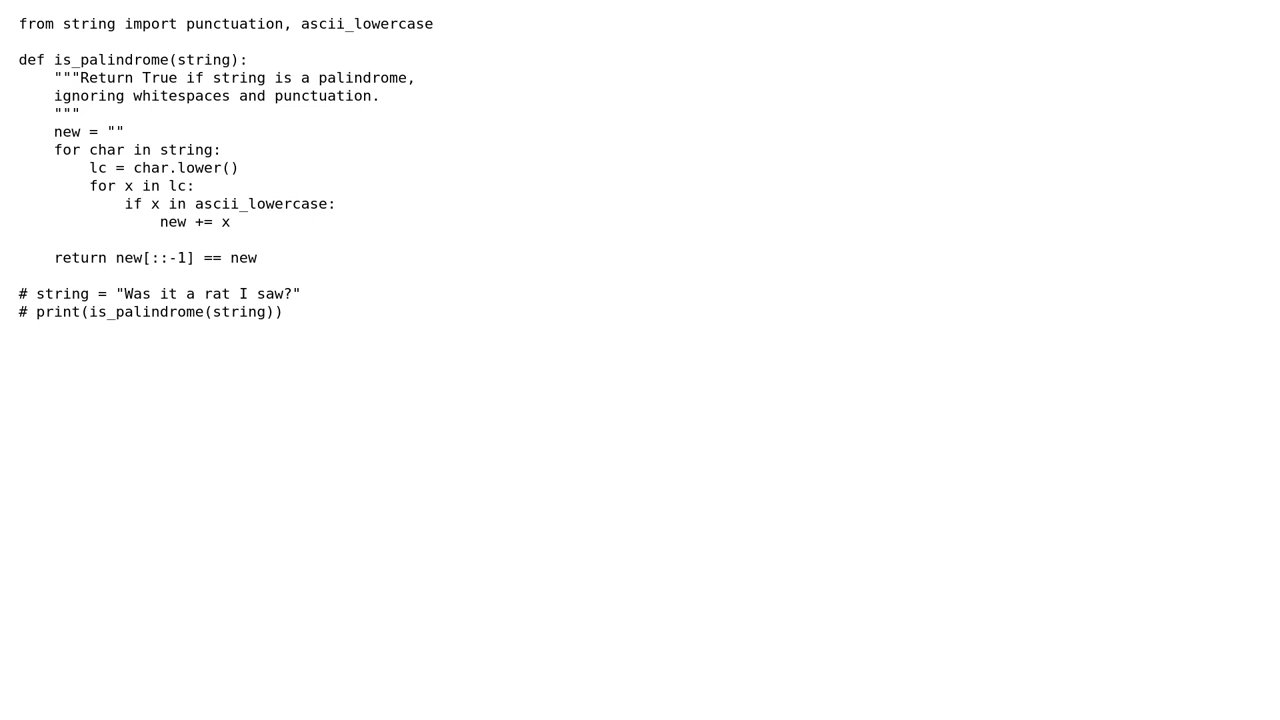 from string import punctuation, ascii_lowercase

def is_palindrome(string):
    """Return True if string is a palindrome,
    ignoring whitespaces and punctuation.
    """
    new = ""
    for char in string:
        lc = char.lower()
        for x in lc:
            if x in ascii_lowercase:
                new += x

    return new[::-1] == new

# string = "Was it a rat I saw?"
# print(is_palindrome(string))